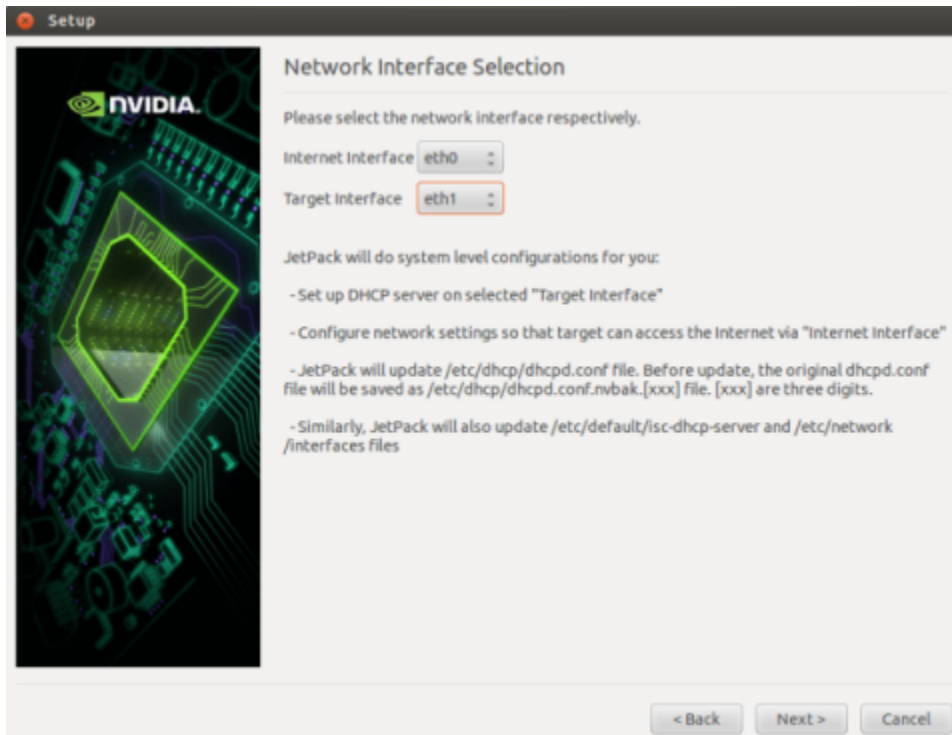 Setup
NVIDIA.
Network Interface Selection
Please select the network interface respectively.
Internet Interface eth0
Target Interface eth1
JetPack will do system level configurations for you:
- Set up DHCP server on selected "Target Interface"
- Configure network settings so that target can access the Internet via "Internet Interface"
- JetPack will update /etc/dhcp/dhcpd.conf file. Before update, the original dhcpd.conf
file will be saved as /etc/dhcp/dhcpd.conf.nvbak.[xxx] file. [xxx] are three digits.
- Similarly, JetPack will also update /etc/default/isc-dhcp-server and /etc/network
/interfaces files
< Back Next > Cancel